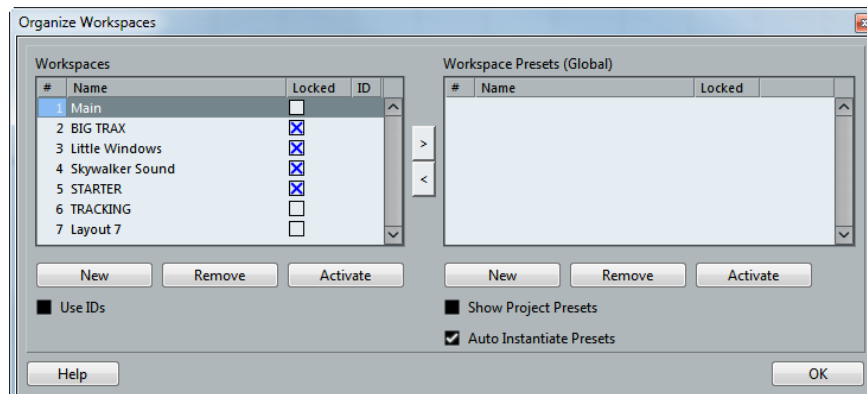 Organize Workspaces
Workspaces
# Name Locked ID
1 Main
2 BIG TRAX
3 Little Windows
4 Skywalker Sound
5 STARTER
6 TRACKING
7 Layout 7
New Remove Activate
Use IDs
>
<
Workspace Presets (Global)
# Name Locked
New Remove Activate
Show Project Presets
Auto Instantiate Presets
Help
OK